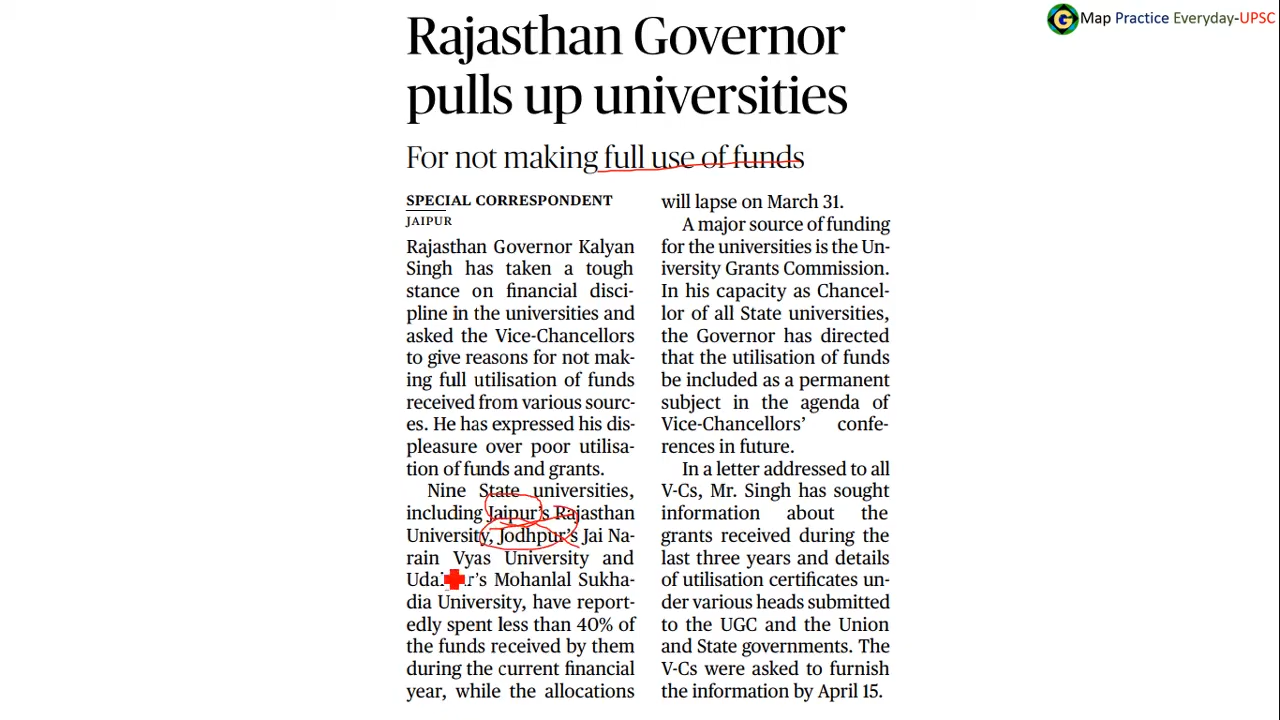 Map Practice Everyday-UPSC
Rajasthan Governor
pulls up universities
For not making full use of funds
SPECIAL CORRESPONDENT
JAIPUR
Rajasthan Governor Kalyan
Singh has taken a tough
stance on financial disci-
pline in the universities and
asked the Vice-Chancellors
to give reasons for not mak-
ing full utilisation of funds
received from various sourc-
es. He has expressed his dis-
pleasure over poor utilisa-
tion of funds and grants.
Nine State universities,
including Jaipur's Rajasthan
University, Jodhpur's Jai Na-
rain Vyas University and
Mohanlal Sukha-
dia University, have report-
edly spent less than 40% of
the funds received by them
during the current financial
year, while the allocations
will lapse on March 31.
A major source of funding
for the universities is the Un-
iversity Grants Commission.
In his capacity as Chancel-
lor of all State universities,
the Governor has directed
that the utilisation of funds
be included as a permanent
subject in the agenda of
Vice-Chancellors' confe-
rences in future.
In a letter addressed to all
V-Cs, Mr. Singh has sought
information about the
grants received during the
last three years and details
of utilisation certificates un-
der various heads submitted
to the UGC and the Union
and State governments. The
V-Cs were asked to furnish
the information by April 15.